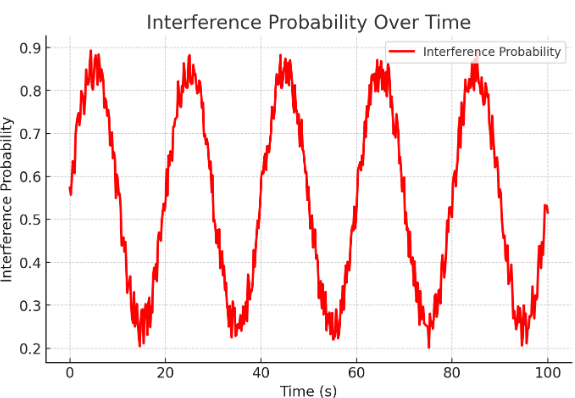 Interference Probability Over Time
Interference Probability
0.9
0.8
0.7
0.6
0.5
0.4
0.3
0.2
Interference Probability
0 20 40 60 80 100
Time (s)